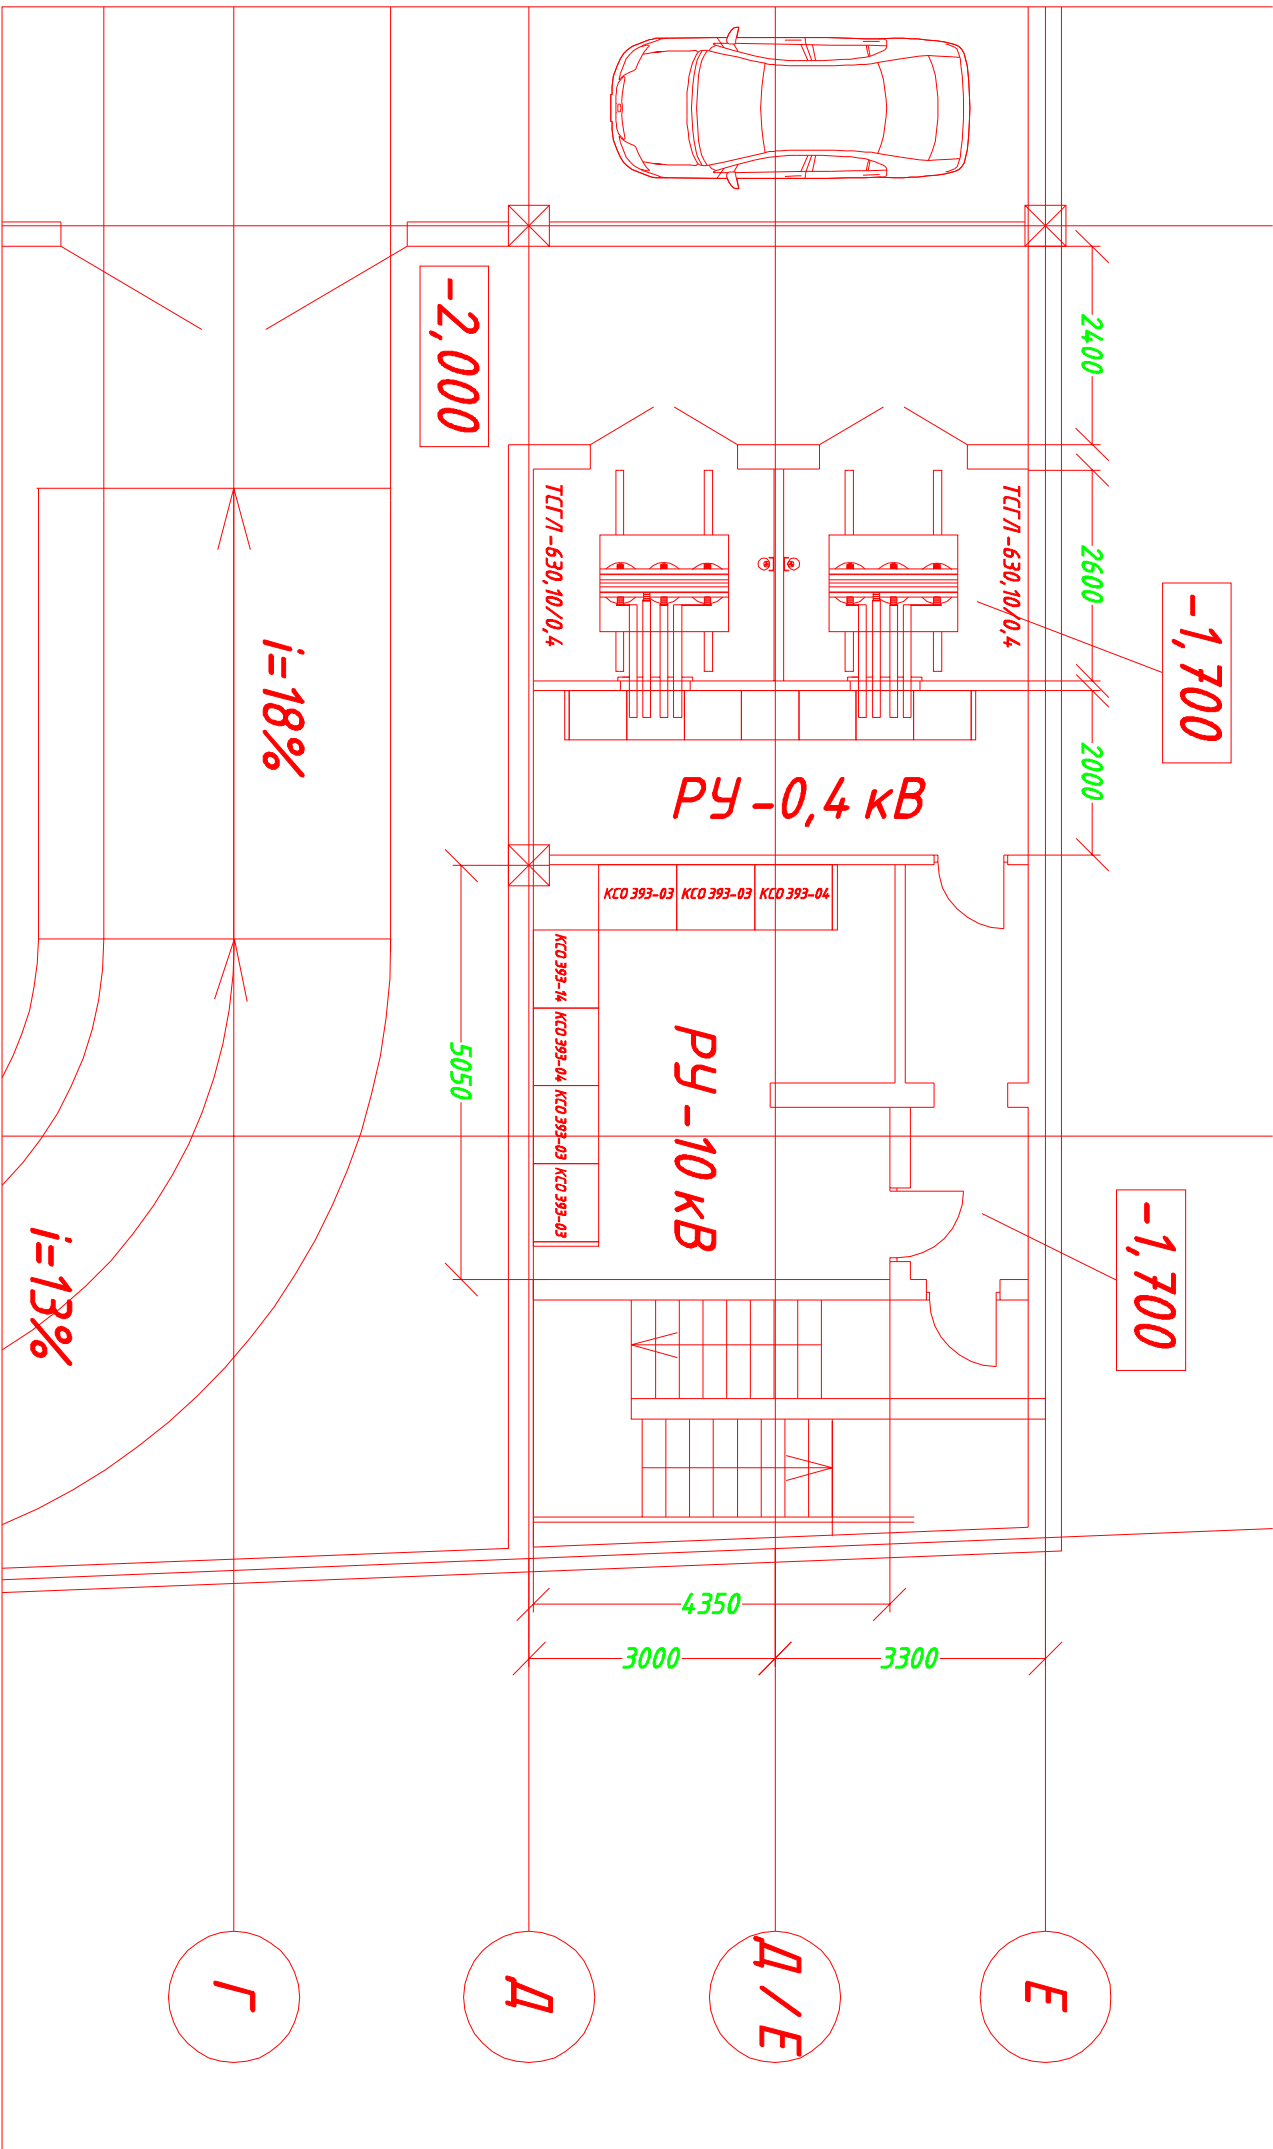 -2,000
2400
ТСГЛ-630,10/0,4
ТСГЛ-630,10/0,4
2600
-1,700
i=18%
2000
РУ-0,4 кВ
КСО 393-03
КСО 393-03
КСО 393-04
КСО 393-14
КСО 393-04
КСО 393-03
КСО 393-03
5050
РУ-10 кВ
-1,700
i=13%
4350
3000
3300
Г
Д
Д/Е
Е